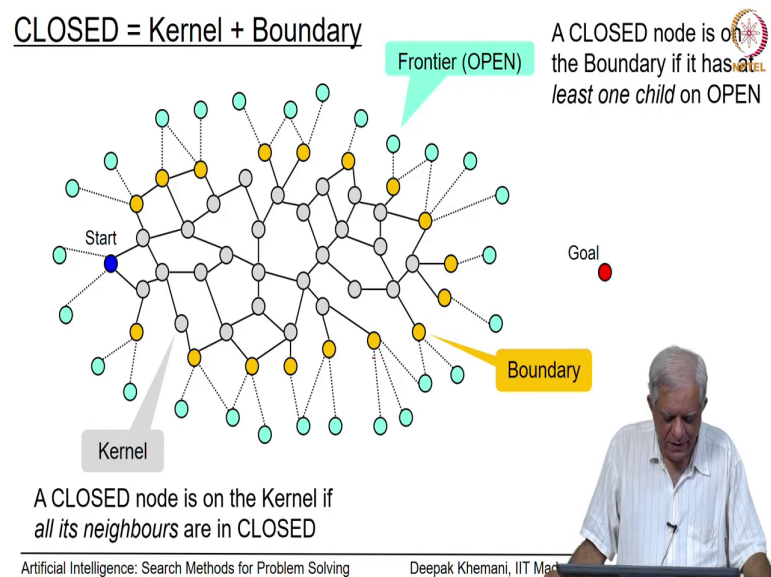 CLOSED = Kernel + Boundary
A CLOSED node is on
the Boundary if it has at
least one child on OPEN
Frontier (OPEN)
NPTEL
Start
Goal
Boundary
Kernel
A CLOSED node is on the Kernel if
all its neighbours are in CLOSED
Artificial Intelligence: Search Methods for Problem Solving
Deepak Khemani, IIT Mad